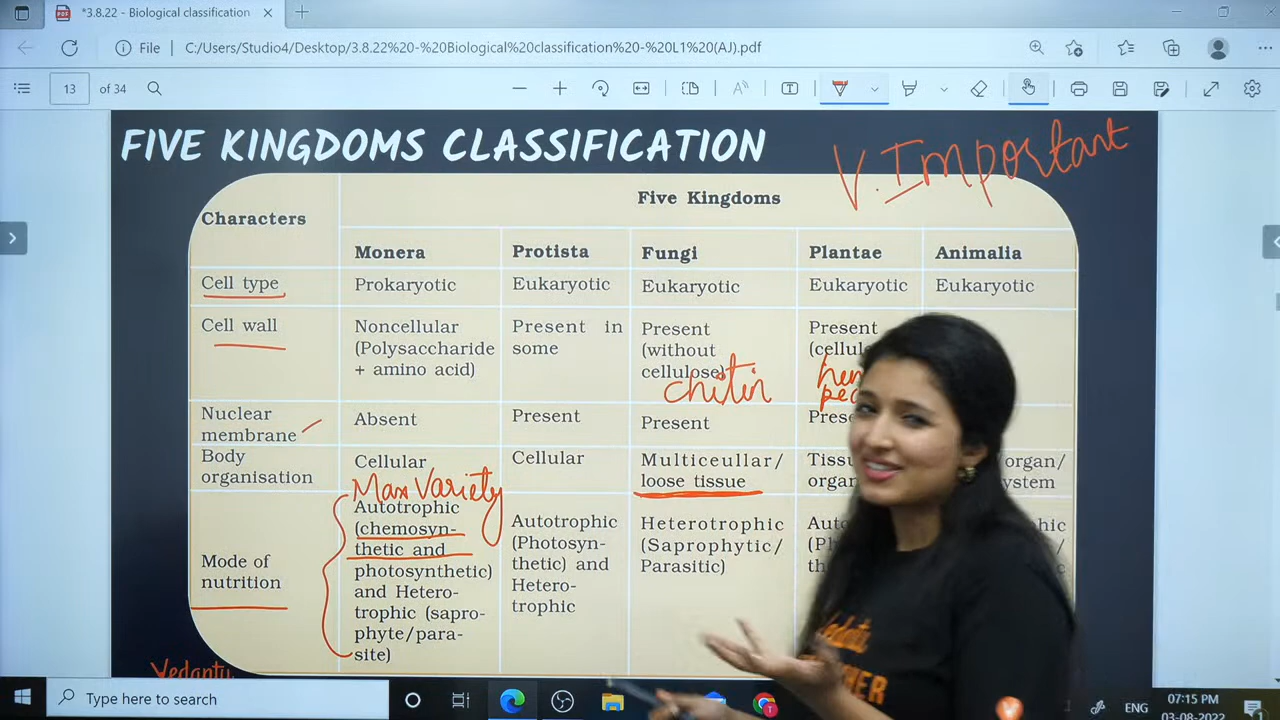 *3.8.22 - Biological classification
File C:/Users/Studio4/Desktop/3.8.22%20-%20Biological%20classification%20-%20L1%20(AJ).pdf
13 of 34
FIVE KINGDOMS CLASSIFICATION
V. Important
Characters
Five Kingdoms
Monera Protista Fungi Plantae Animalia
Cell type Prokaryotic Eukaryotic Eukaryotic Eukaryotic Eukaryotic
Cell wall
Noncellular
(Polysaccharide
+ amino acid)
Present in
some
Present
(without
cellulose)
chitin
Present
Nuclear
membrane
Absent
Present
Present
Body
organisation
Cellular
Max Variety
Cellular
Multiceullar/
loose tissue
Mode of
nutrition
Autotrophic
(chemosyn-
thetic and
photosynthetic)
and Hetero-
trophic (sapro-
phyte/para-
site)
Autotrophic
(Photosyn-
thetic) and
Hetero-
trophic
Heterotrophic
(Saprophytic/
Parasitic)
Vedantu
Type here to search
ENG
07:15 PM
03-08-2022